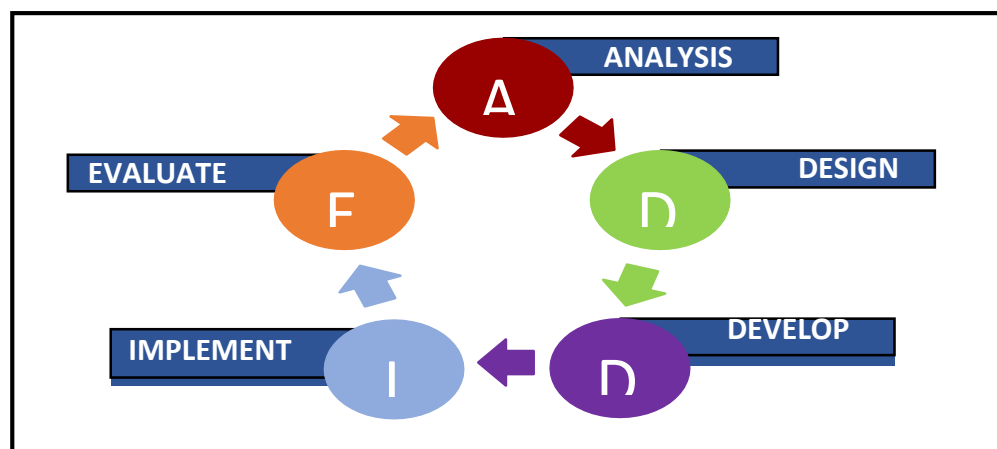 A
ANALYSIS
D
DESIGN
D
DEVELOP
I
IMPLEMENT
E
EVALUATE